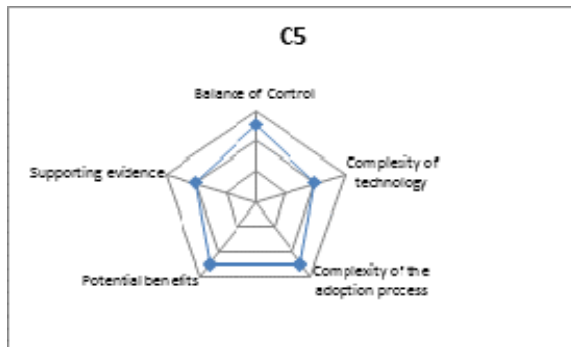 C5
Balance of Control
Complexity of
technology
Complexity of the
adoption process
Potential benefits
Supporting evidence